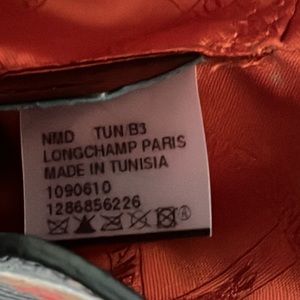 NMD TUN/B3
LONGCHAMP PARIS
MADE IN TUNISIA
1090610
1286856226